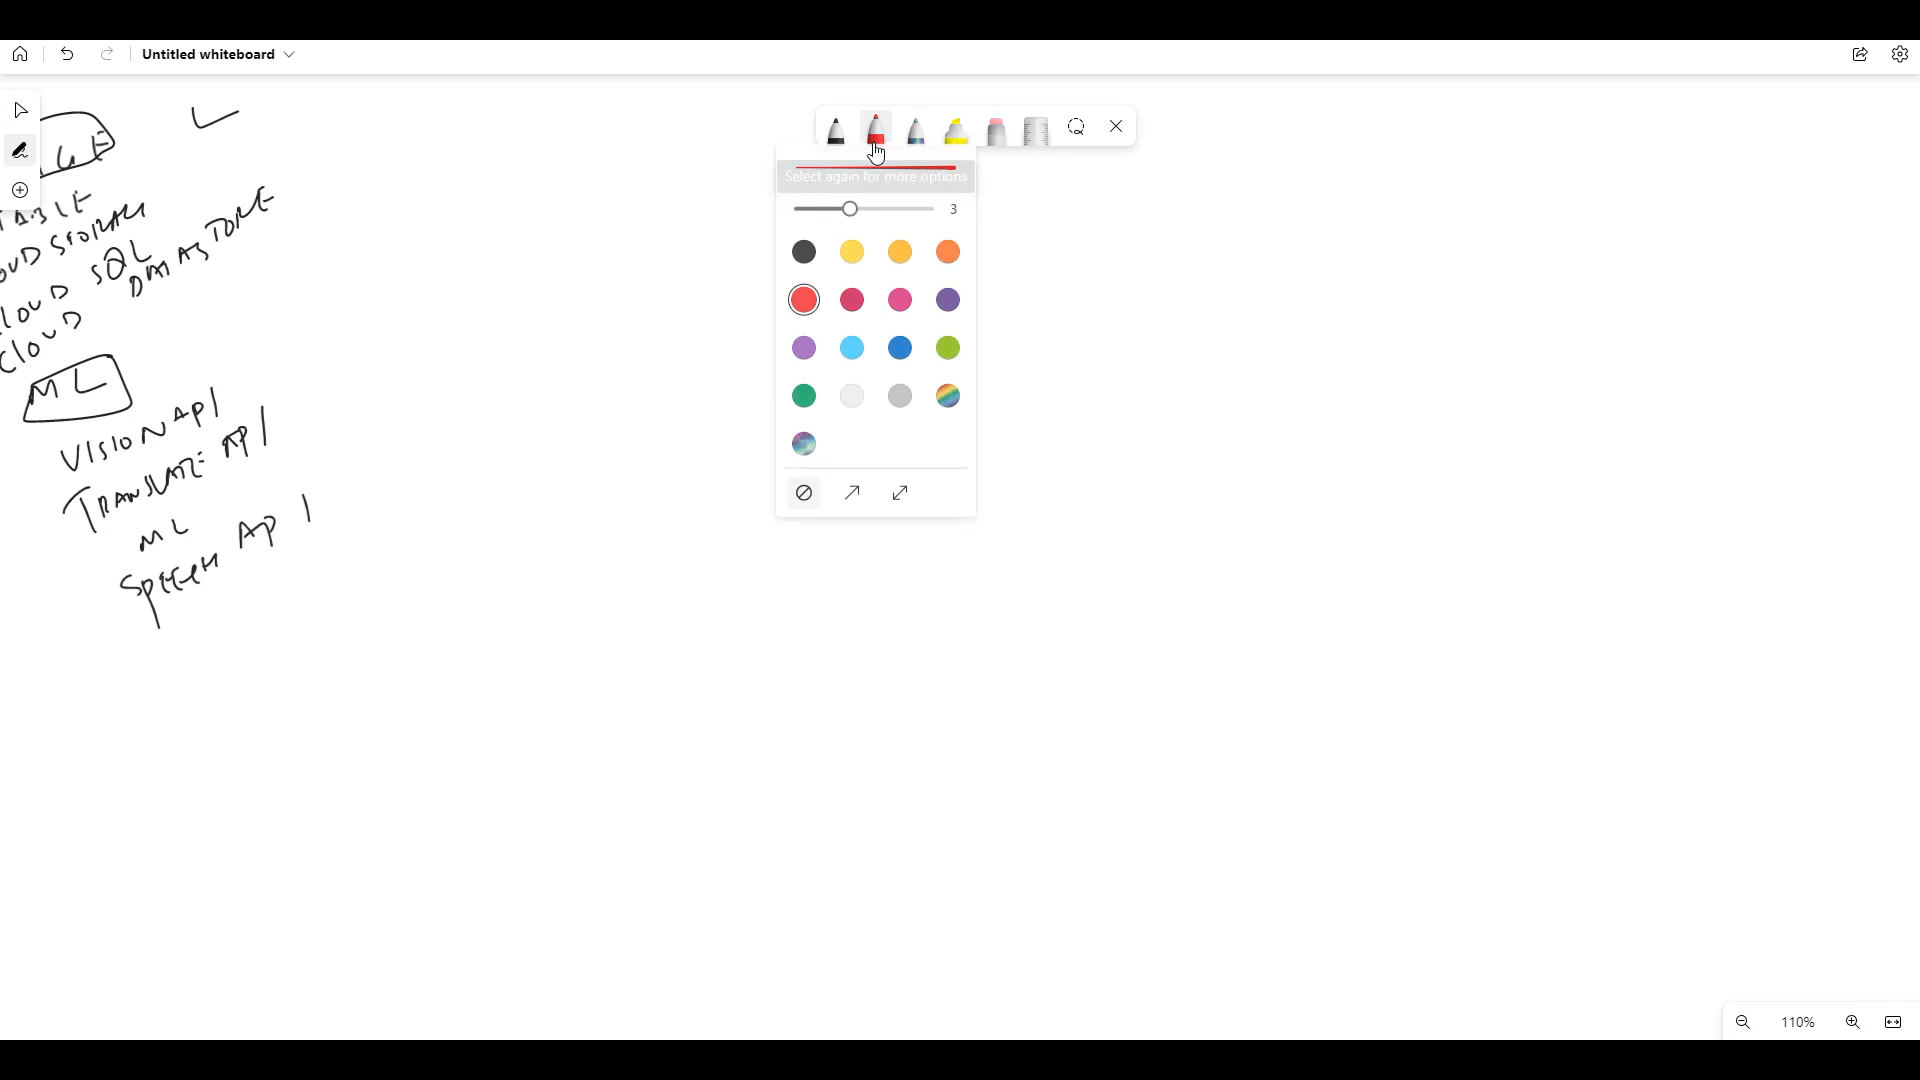 Untitled whiteboard
Select again for more options
3
CLOUD SQL
CLOUD DATASTORE
ML
VISION API
TRANSLATE API
ML
SPEECH API
110%